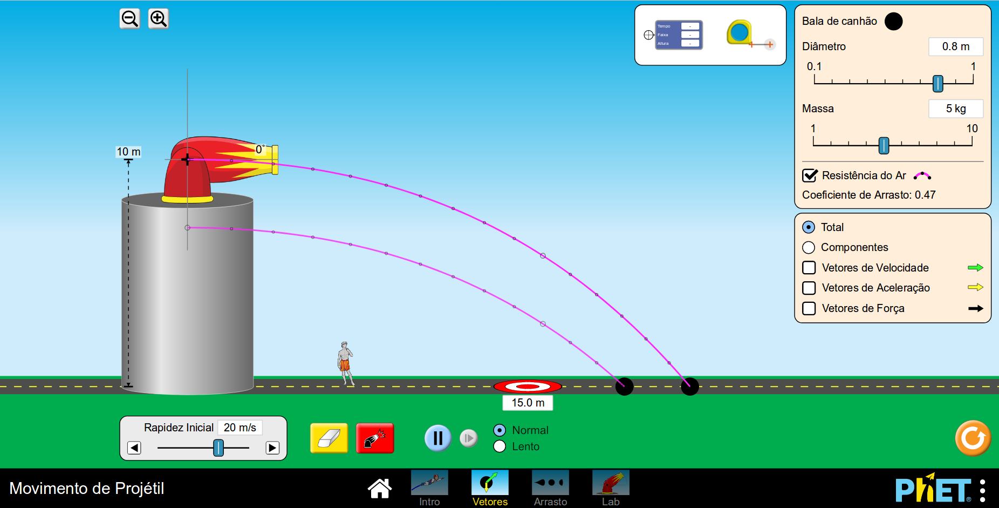 Tempo -
Faixa -
Altura -
Bala de canhão
Diâmetro 0.8 m
0.1 1
Massa 5 kg
1 10
Resistência do Ar
Coeficiente de Arrasto: 0.47
Total
Componentes
Vetores de Velocidade
Vetores de Aceleração
Vetores de Força
10 m
0°
15.0 m
Rapidez Inicial 20 m/s
Normal
Lento
Movimento de Projétil
Intro
Vetores
Arrasto
Lab
PhET®